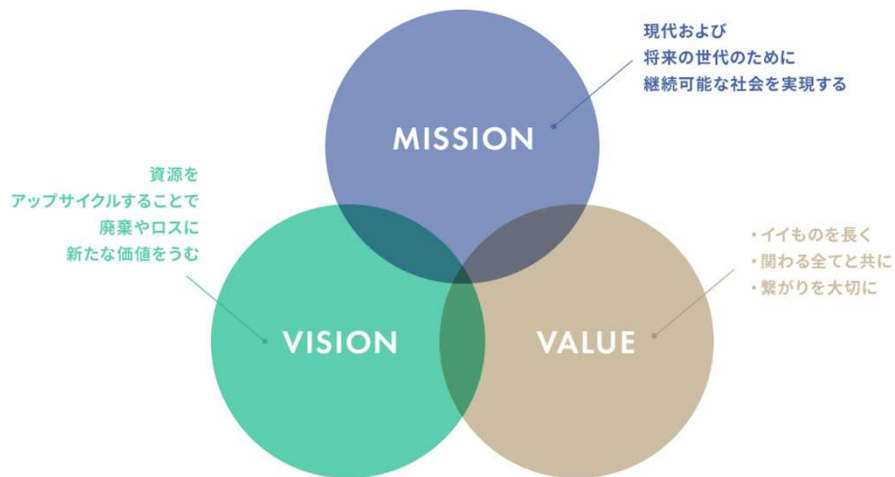 現代および
将来の世代のために
継続可能な社会を実現する
MISSION
資源を
アップサイクルすることで
廃棄やロスに
新たな価値をうむ
・イイものを長く
・関わる全てと共に
・繋がりを大切に
VISION
VALUE